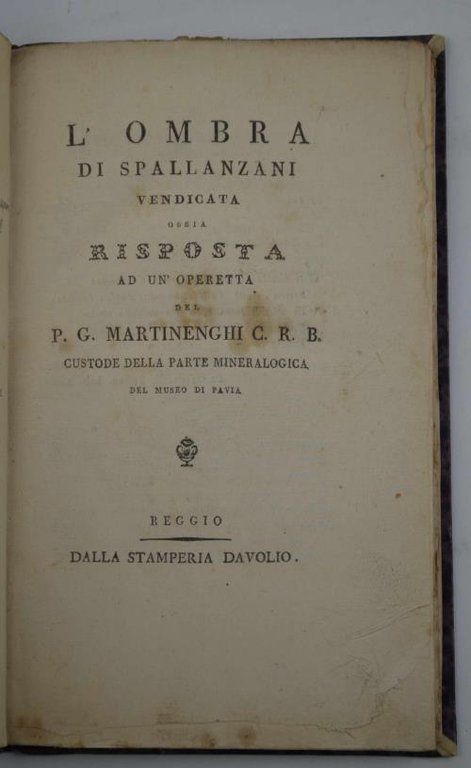 L' OMBRA
DI SPALLANZANI
VENDICATA
OSSIA
RISPOSTA
AD UN' OPERETTA
DEL
P. G. MARTINENGHI C. R. B.
CUSTODE DELLA PARTE MINERALOGICA
DEL MUSEO DI PAVIA
REGGIO
DALLA STAMPERIA DAVOLIO.